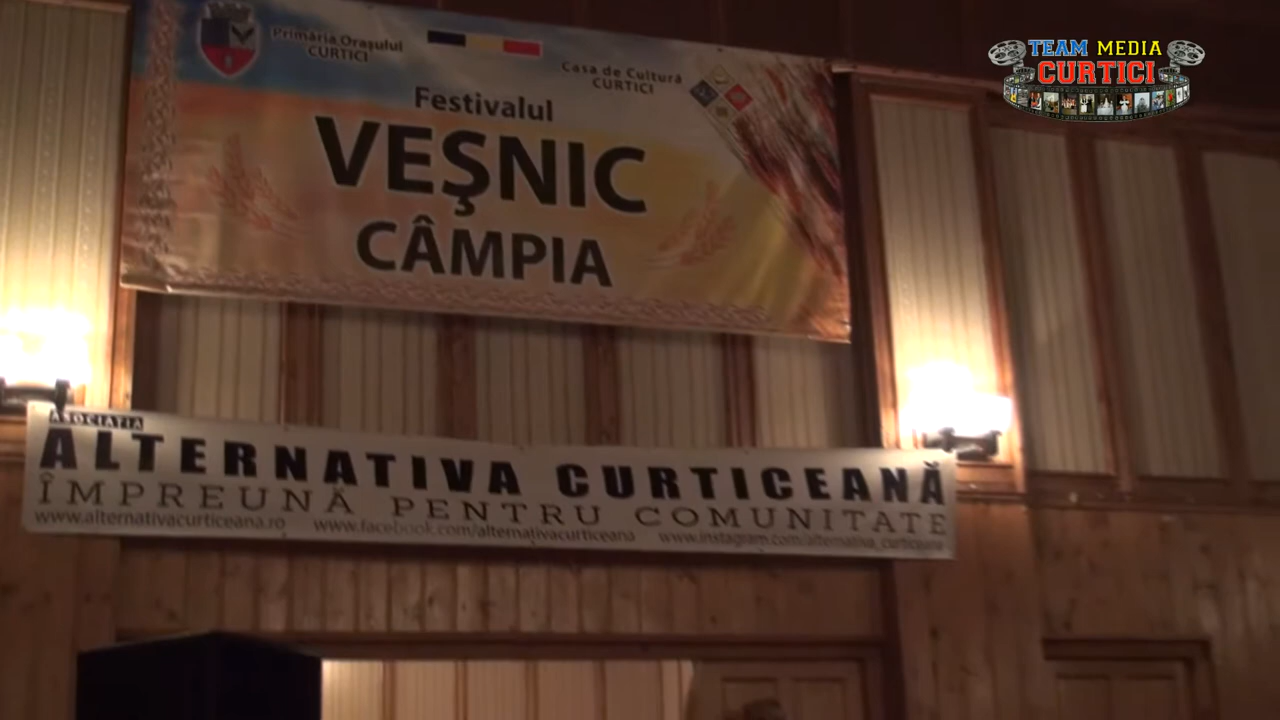 TEAM MEDIA
CURTICI
Primăria Orașului
CURTICI
Casa de Cultură
CURTICI
Festivalul
VEŞNIC
CÂMPIA
ASOCIAȚIA
ALTERNATIVA CURTICEANĂ
ÎMPREUNĂ PENTRU COMUNITATE
www.alternativacurticeana.ro www.facebook.com/alternativacurticeana www.instagram.com/alternativa_curticeana